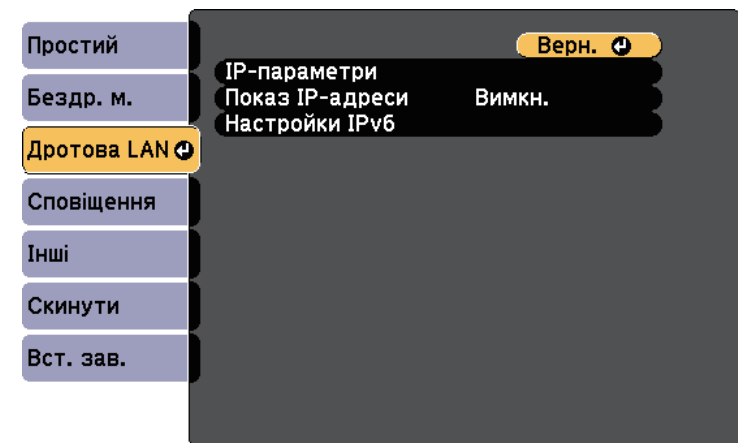 Простий
Бездр. м.
Дротова LAN
Сповіщення
Інші
Скинути
Вст. зав.
Верн.
IP-параметри
Показ IP-адреси Вимкн.
Настройки IPv6